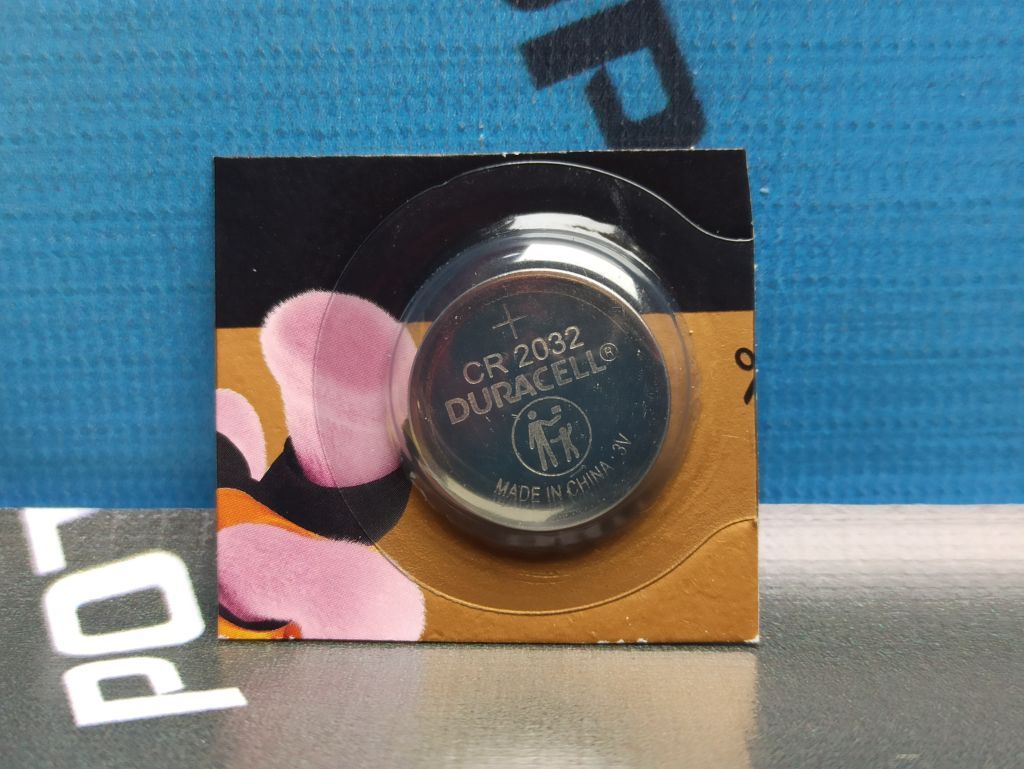 +
CR 2032
DURACELL®
MADE IN CHINA · 3V